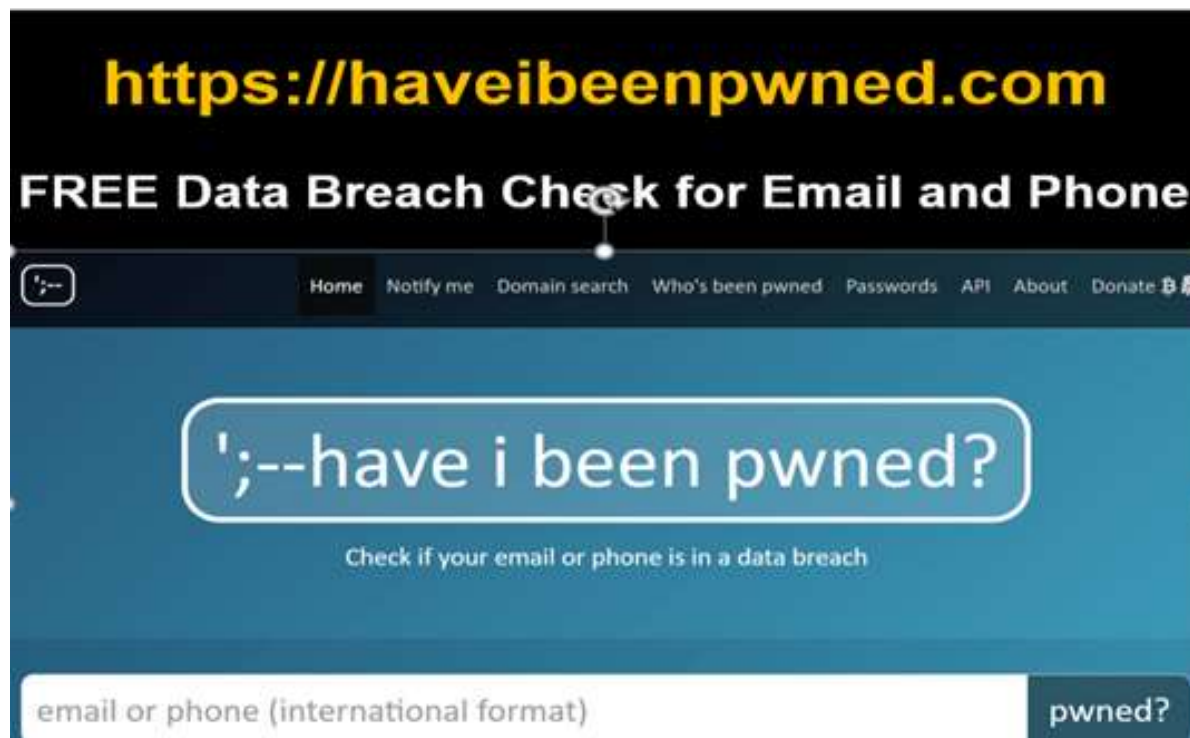 https://haveibeenpwned.com
FREE Data Breach Check for Email and Phone
';--
Home Notify me Domain search Who's been pwned Passwords API About Donate
';--have i been pwned?
Check if your email or phone is in a data breach
email or phone (international format) pwned?